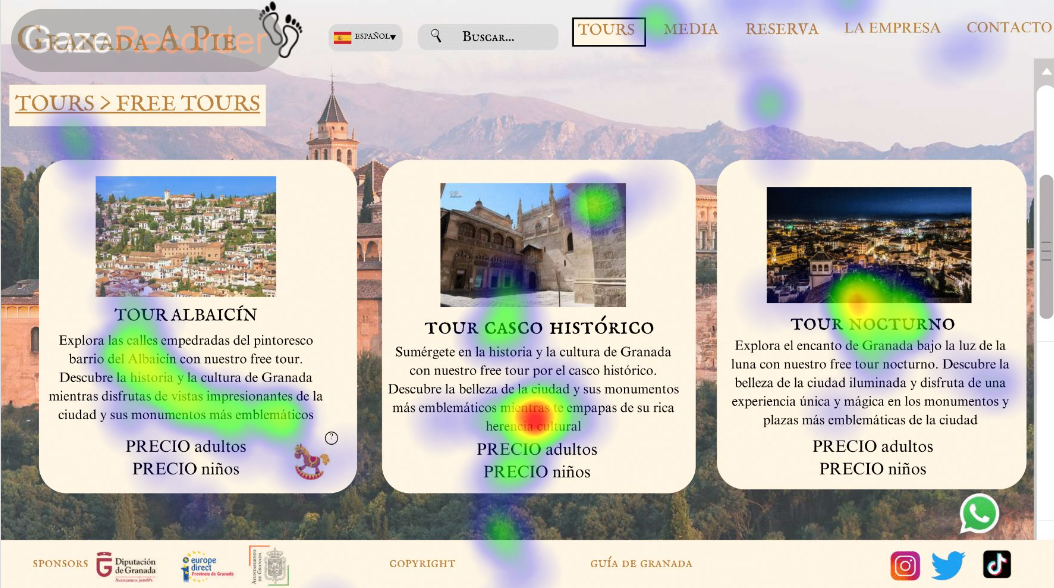 GRANADA A PIE
GazeRecorder
ESPAÑOL
BUSCAR...
TOURS
MEDIA
RESERVA
LA EMPRESA
CONTACTO
TOURS > FREE TOURS
TOUR ALBAICÍN
Explora las calles empedradas del pintoresco
barrio del Albaicín con nuestro free tour.
Descubre la historia y la cultura de Granada
mientras disfrutas de vistas impresionantes de la
ciudad y sus monumentos más emblemáticos
?
PRECIO adultos
PRECIO niños
TOUR CASCO HISTÓRICO
Sumérgete en la historia y la cultura de Granada
con nuestro free tour por el casco histórico.
Descubre la belleza de la ciudad y sus monumentos
más emblemáticos mientras te empapas de su rica
herencia cultural
PRECIO adultos
PRECIO niños
TOUR NOCTURNO
Explora el encanto de Granada bajo la luz de la
luna con nuestro free tour nocturno. Descubre la
belleza de la ciudad iluminada y disfruta de una
experiencia única y mágica en los monumentos y
plazas más emblemáticas de la ciudad
PRECIO adultos
PRECIO niños
SPONSORS
Diputación
de Granada
europe
direct
Provincia de Granada
COPYRIGHT
GUÍA DE GRANADA